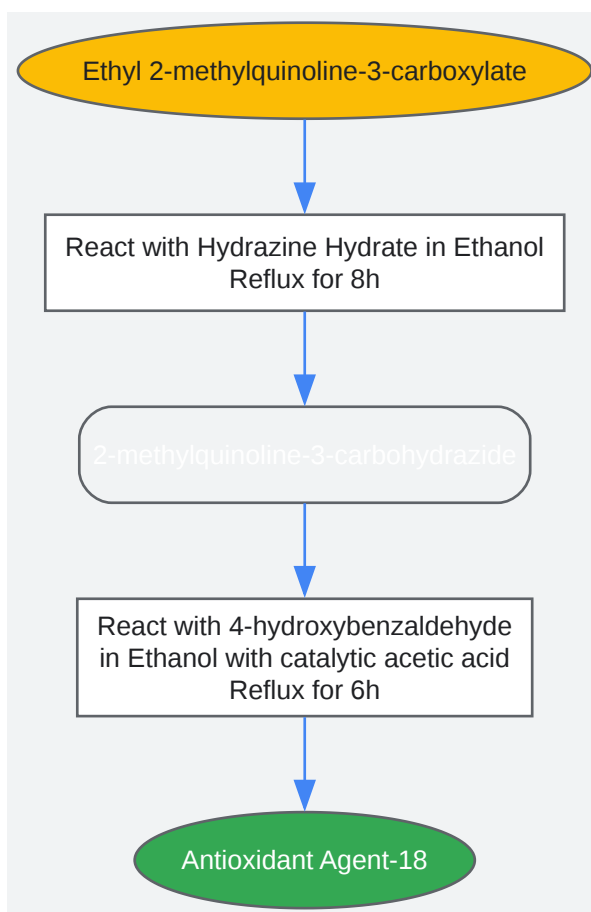 Ethyl 2-methylquinoline-3-carboxylate
React with Hydrazine Hydrate in Ethanol
Reflux for 8h
2-methylquinoline-3-carbohydrazide
React with 4-hydroxybenzaldehyde
in Ethanol with catalytic acetic acid
Reflux for 6h
Antioxidant Agent-18